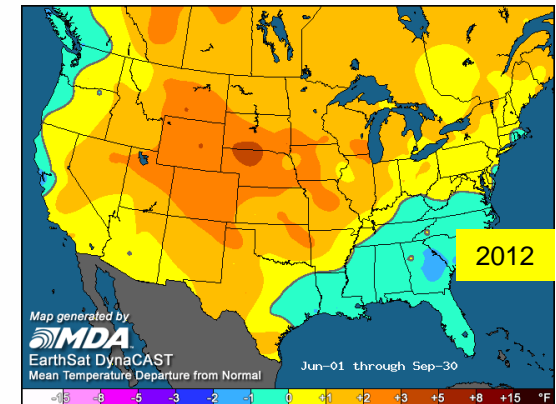 2012
Map generated by
MDA
EarthSat DynaCAST
Mean Temperature Departure from Normal
Jun-01 through Sep-30
-15 -8 -5 -3 -2 -1 0 +1 +2 +3 +5 +8 +15 °F